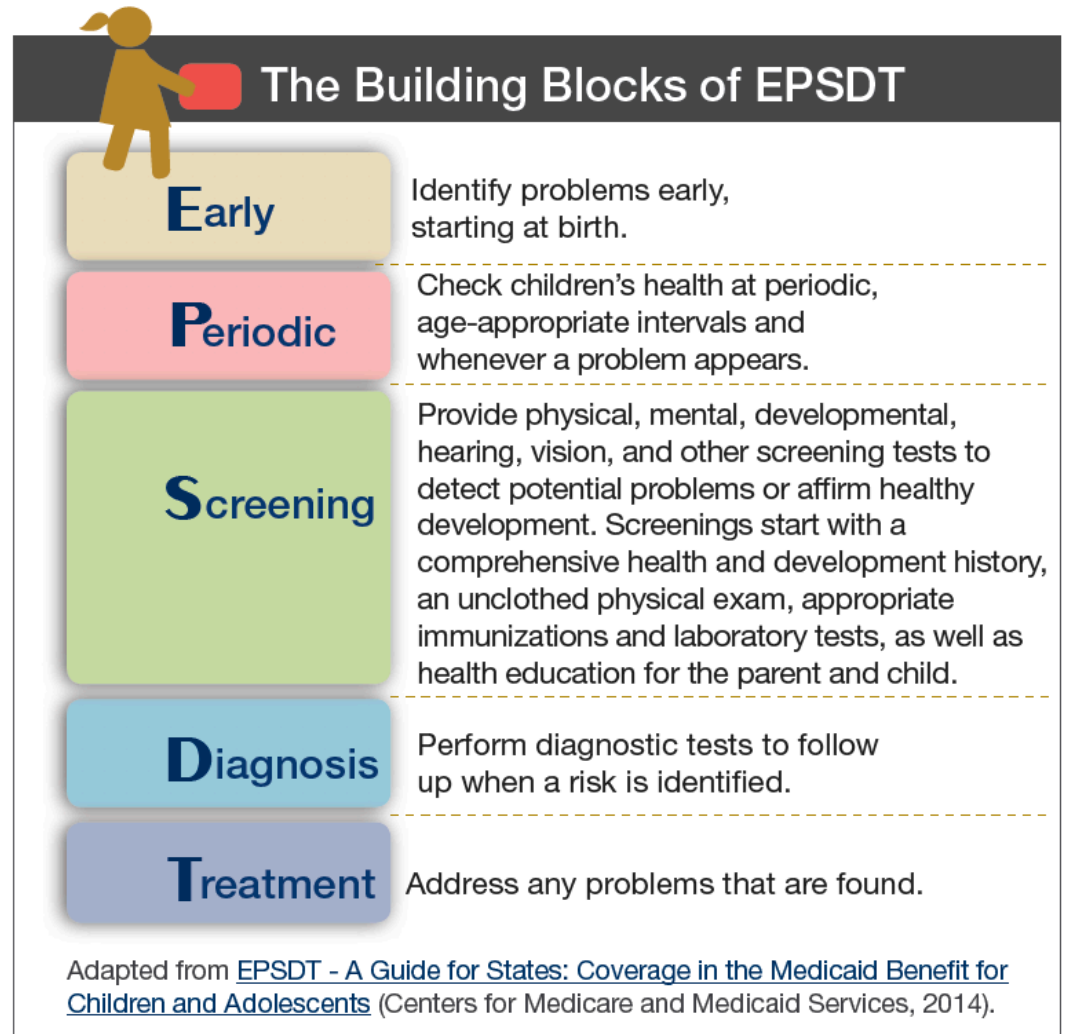 The Building Blocks of EPSDT
Early
Identify problems early,
starting at birth.
Periodic
Check children’s health at periodic,
age-appropriate intervals and
whenever a problem appears.
Screening
Provide physical, mental, developmental,
hearing, vision, and other screening tests to
detect potential problems or affirm healthy
development. Screenings start with a
comprehensive health and development history,
an unclothed physical exam, appropriate
immunizations and laboratory tests, as well as
health education for the parent and child.
Diagnosis
Perform diagnostic tests to follow
up when a risk is identified.
Treatment
Address any problems that are found.
Adapted from EPSDT - A Guide for States: Coverage in the Medicaid Benefit for
Children and Adolescents (Centers for Medicare and Medicaid Services, 2014).